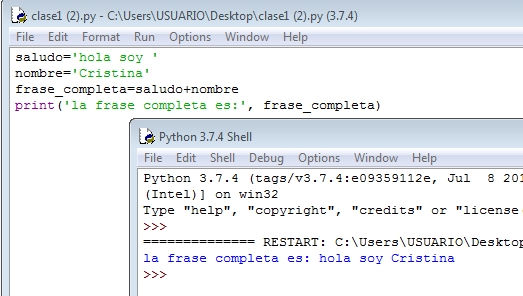 clase1 (2).py - C:\Users\USUARIO\Desktop\clase1 (2).py (3.7.4)
File Edit Format Run Options Window Help
saludo='hola soy '
nombre='Cristina'
frase_completa=saludo+nombre
print('la frase completa es:', frase_completa)
Python 3.7.4 Shell
File Edit Shell Debug Options Window Help
Python 3.7.4 (tags/v3.7.4:e09359112e, Jul 8 201
(Intel)] on win32
Type "help", "copyright", "credits" or "license
>>>
============== RESTART: C:\Users\USUARIO\Desktop
la frase completa es: hola soy Cristina
>>>